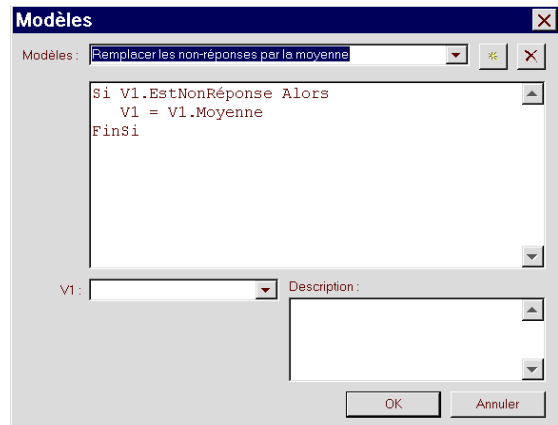 Modèles
Modèles : Remplacer les non-réponses par la moyenne
Si V1.EstNonRéponse Alors
V1 = V1.Moyenne
FinSi
V1 :
Description :
OK Annuler